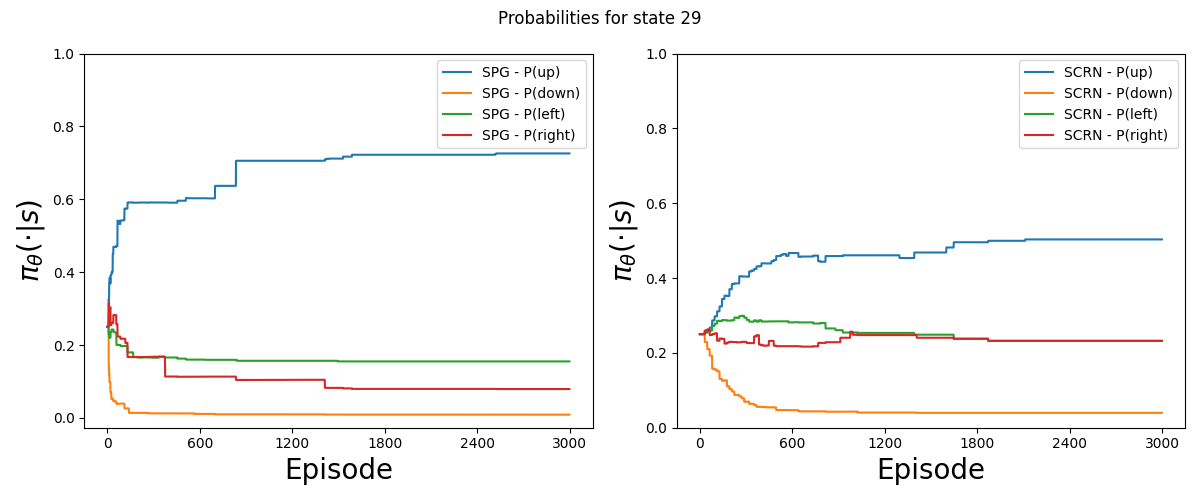 Probabilities for state 29
1.0
0.8
0.6
0.4
0.2
0.0
π_θ(·|s)
SPG - P(up)
SPG - P(down)
SPG - P(left)
SPG - P(right)
0 600 1200 1800 2400 3000
Episode
1.0
0.8
0.6
0.4
0.2
0.0
π_θ(·|s)
SCRN - P(up)
SCRN - P(down)
SCRN - P(left)
SCRN - P(right)
0 600 1200 1800 2400 3000
Episode